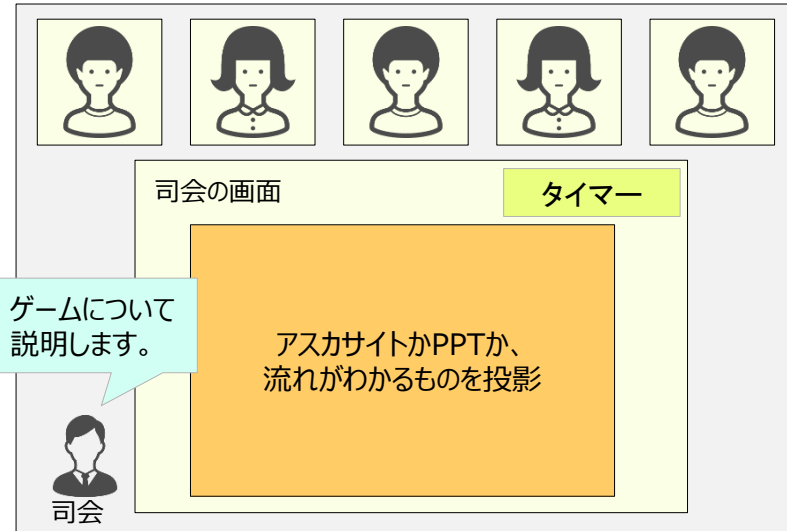 司会の画面
タイマー
ゲームについて
説明します。
アスカサイトかPPTか、
流れがわかるものを投影
司会